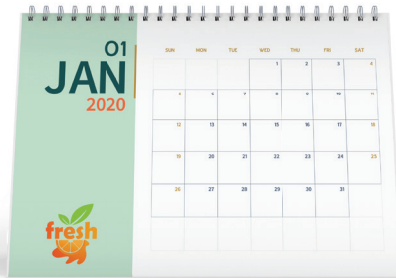 01
JAN
2020
fresh
SUN MON TUE WED THU FRI SAT
1 2 3 4
5 6 7 8 9 10 11
12 13 14 15 16 17 18
19 20 21 22 23 24 25
26 27 28 29 30 31